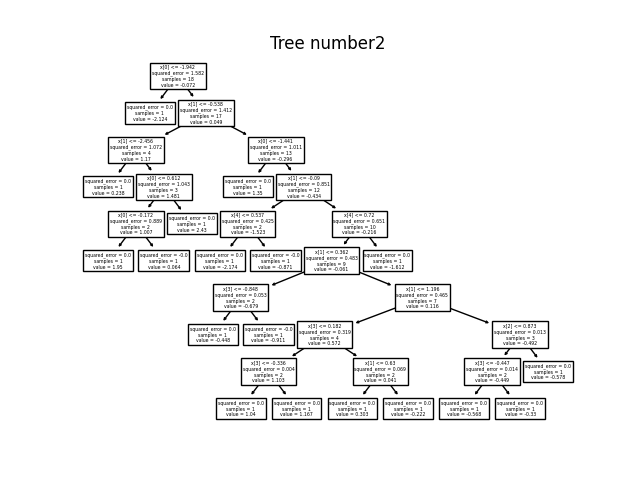 Tree number2
x[0] <= -1.942
squared_error = 1.582
samples = 18
value = -0.072
squared_error = 0.0
samples = 1
value = -2.124
x[1] <= -0.538
squared_error = 1.412
samples = 17
value = 0.049
x[1] <= -2.456
squared_error = 1.072
samples = 4
value = 1.17
x[0] <= -1.441
squared_error = 1.011
samples = 13
value = -0.296
squared_error = 0.0
samples = 1
value = 0.238
x[0] <= 0.612
squared_error = 1.043
samples = 3
value = 1.481
squared_error = 0.0
samples = 1
value = 1.35
x[1] <= -0.09
squared_error = 0.851
samples = 12
value = -0.434
x[0] <= -0.172
squared_error = 0.889
samples = 2
value = 1.007
squared_error = 0.0
samples = 1
value = 2.43
x[4] <= 0.537
squared_error = 0.425
samples = 2
value = -1.523
x[4] <= 0.72
squared_error = 0.651
samples = 10
value = -0.216
squared_error = 0.0
samples = 1
value = 1.95
squared_error = -0.0
samples = 1
value = 0.064
squared_error = 0.0
samples = 1
value = -2.174
squared_error = -0.0
samples = 1
value = -0.871
x[1] <= 0.362
squared_error = 0.483
samples = 9
value = -0.061
squared_error = 0.0
samples = 1
value = -1.612
x[3] <= -0.848
squared_error = 0.053
samples = 2
value = -0.679
x[1] <= 1.196
squared_error = 0.465
samples = 7
value = 0.116
squared_error = 0.0
samples = 1
value = -0.448
squared_error = -0.0
samples = 1
value = -0.911
x[3] <= 0.182
squared_error = 0.319
samples = 4
value = 0.572
x[2] <= 0.873
squared_error = 0.013
samples = 3
value = -0.492
x[3] <= -0.336
squared_error = 0.004
samples = 2
value = 1.103
x[1] <= 0.63
squared_error = 0.069
samples = 2
value = 0.041
x[3] <= -0.447
squared_error = 0.014
samples = 2
value = -0.449
squared_error = 0.0
samples = 1
value = -0.578
squared_error = 0.0
samples = 1
value = 1.04
squared_error = 0.0
samples = 1
value = 1.167
squared_error = 0.0
samples = 1
value = 0.303
squared_error = 0.0
samples = 1
value = -0.222
squared_error = 0.0
samples = 1
value = -0.568
squared_error = 0.0
samples = 1
value = -0.33